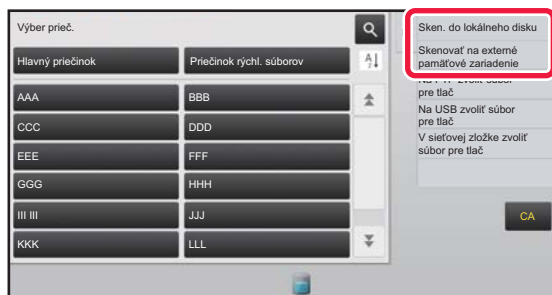 Výber prieč.
Hlavný priečinok
Priečinok rýchl. súborov
AAA
BBB
CCC
DDD
EEE
FFF
GGG
HHH
III III
JJJ
KKK
LLL
Sken. do lokálneho disku
Skenovať na externé
pamäťové zariadenie
pre tlač
Na USB zvoliť súbor
pre tlač
V sieťovej zložke zvoliť
súbor pre tlač
CA